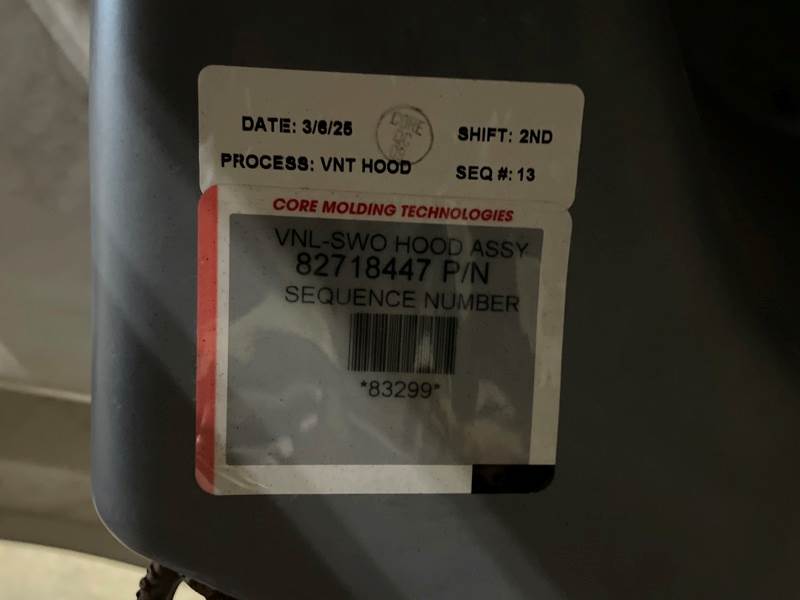 DATE: 3/6/25
SHIFT: 2ND
PROCESS: VNT HOOD
SEQ #: 13
CORE MOLDING TECHNOLOGIES
VNL-SWO HOOD ASSY
82718447 P/N
SEQUENCE NUMBER
*83299*